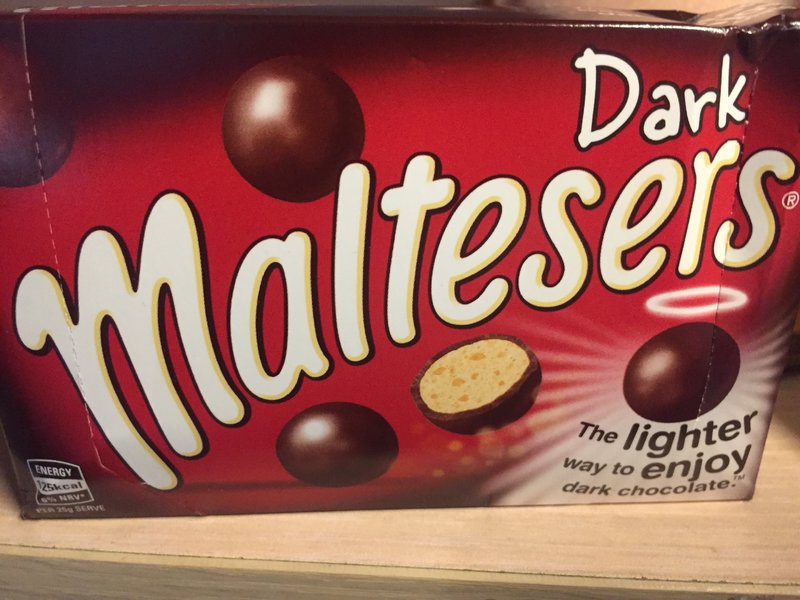 Dark
Maltesers®
The lighter
way to enjoy
dark chocolate.™
ENERGY
125kcal
6% NRV*
PER 25g SERVE